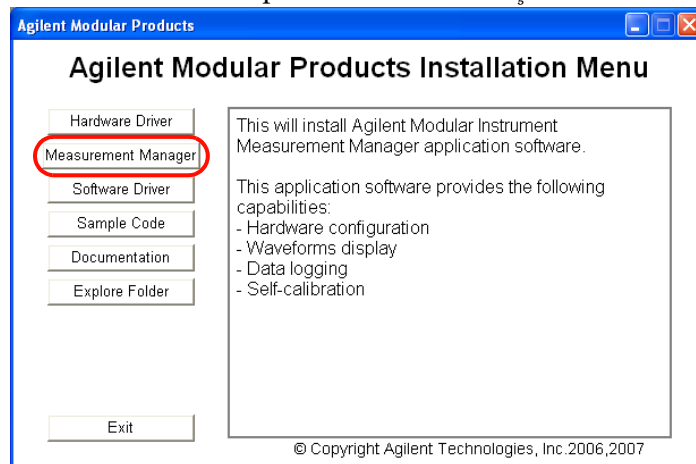 Agilent Modular Products
Agilent Modular Products Installation Menu
Hardware Driver
Measurement Manager
Software Driver
Sample Code
Documentation
Explore Folder
Exit
This will install Agilent Modular Instrument
Measurement Manager application software.
This application software provides the following
capabilities:
- Hardware configuration
- Waveforms display
- Data logging
- Self-calibration
© Copyright Agilent Technologies, Inc.2006,2007